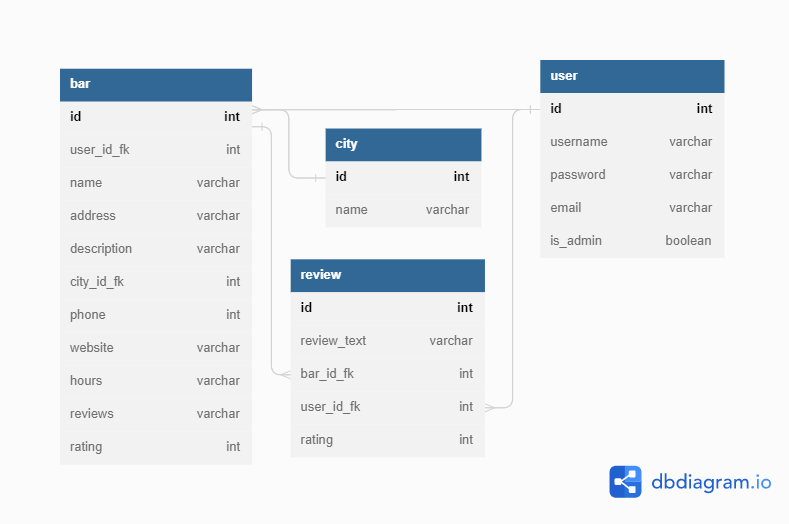 bar
id int
user_id_fk int
name varchar
address varchar
description varchar
city_id_fk int
phone int
website varchar
hours varchar
reviews varchar
rating int
city
id int
name varchar
review
id int
review_text varchar
bar_id_fk int
user_id_fk int
rating int
user
id int
username varchar
password varchar
email varchar
is_admin boolean
dbdiagram.io